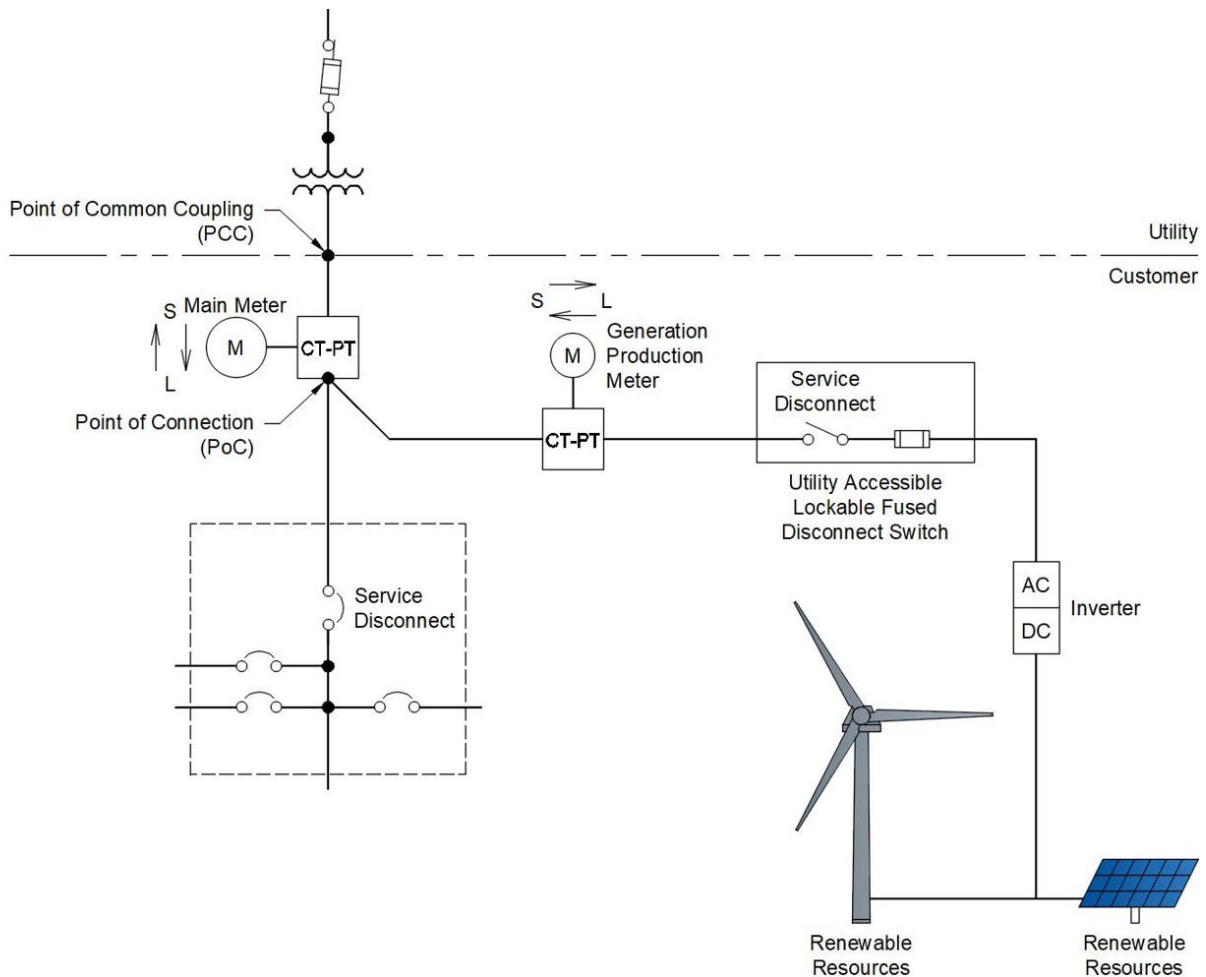 Point of Common Coupling
(PCC)
Utility
Customer
S
Main Meter
M
CT-PT
L
S
L
M
Generation
Production
Meter
CT-PT
Point of Connection
(PoC)
Service
Disconnect
Utility Accessible
Lockable Fused
Disconnect Switch
Service
Disconnect
AC
DC
Inverter
Renewable
Resources
Renewable
Resources